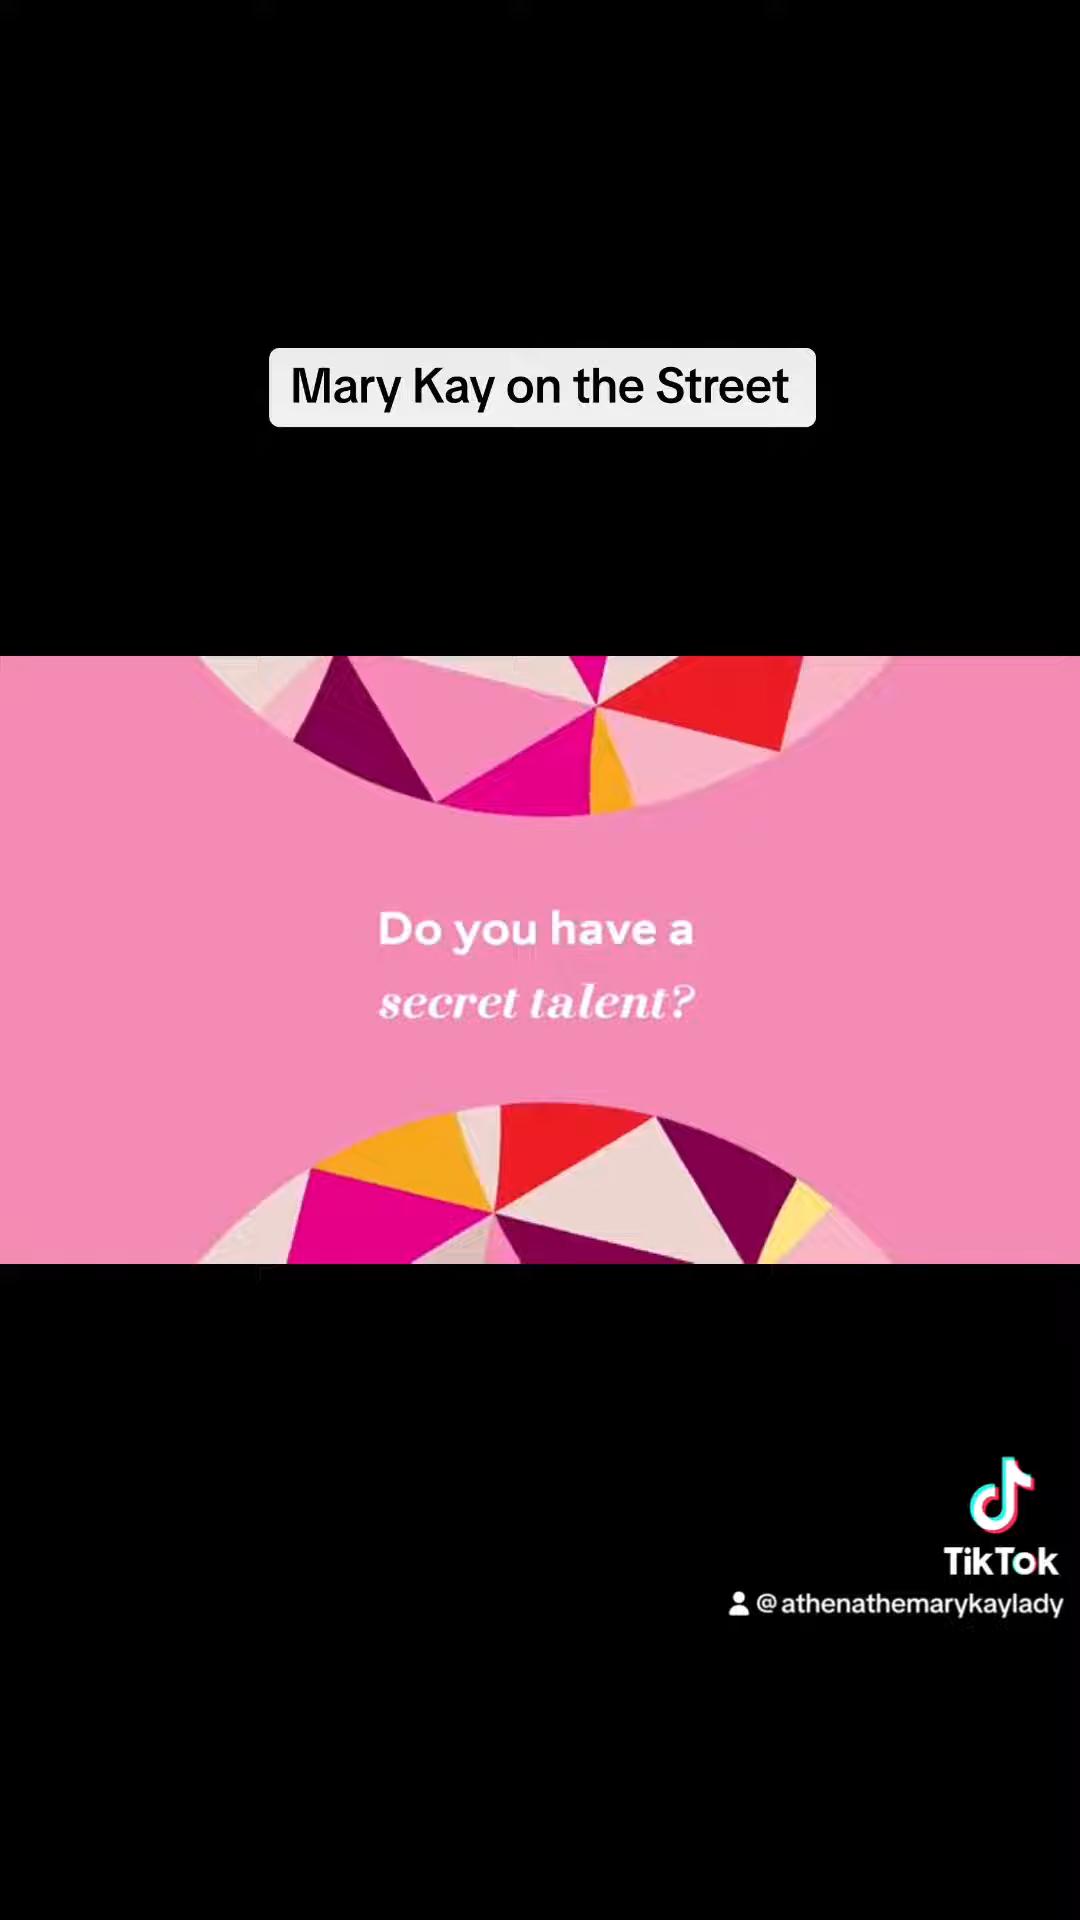 Mary Kay on the Street
Do you have a
secret talent?
TikTok
@athenathemarykaylady